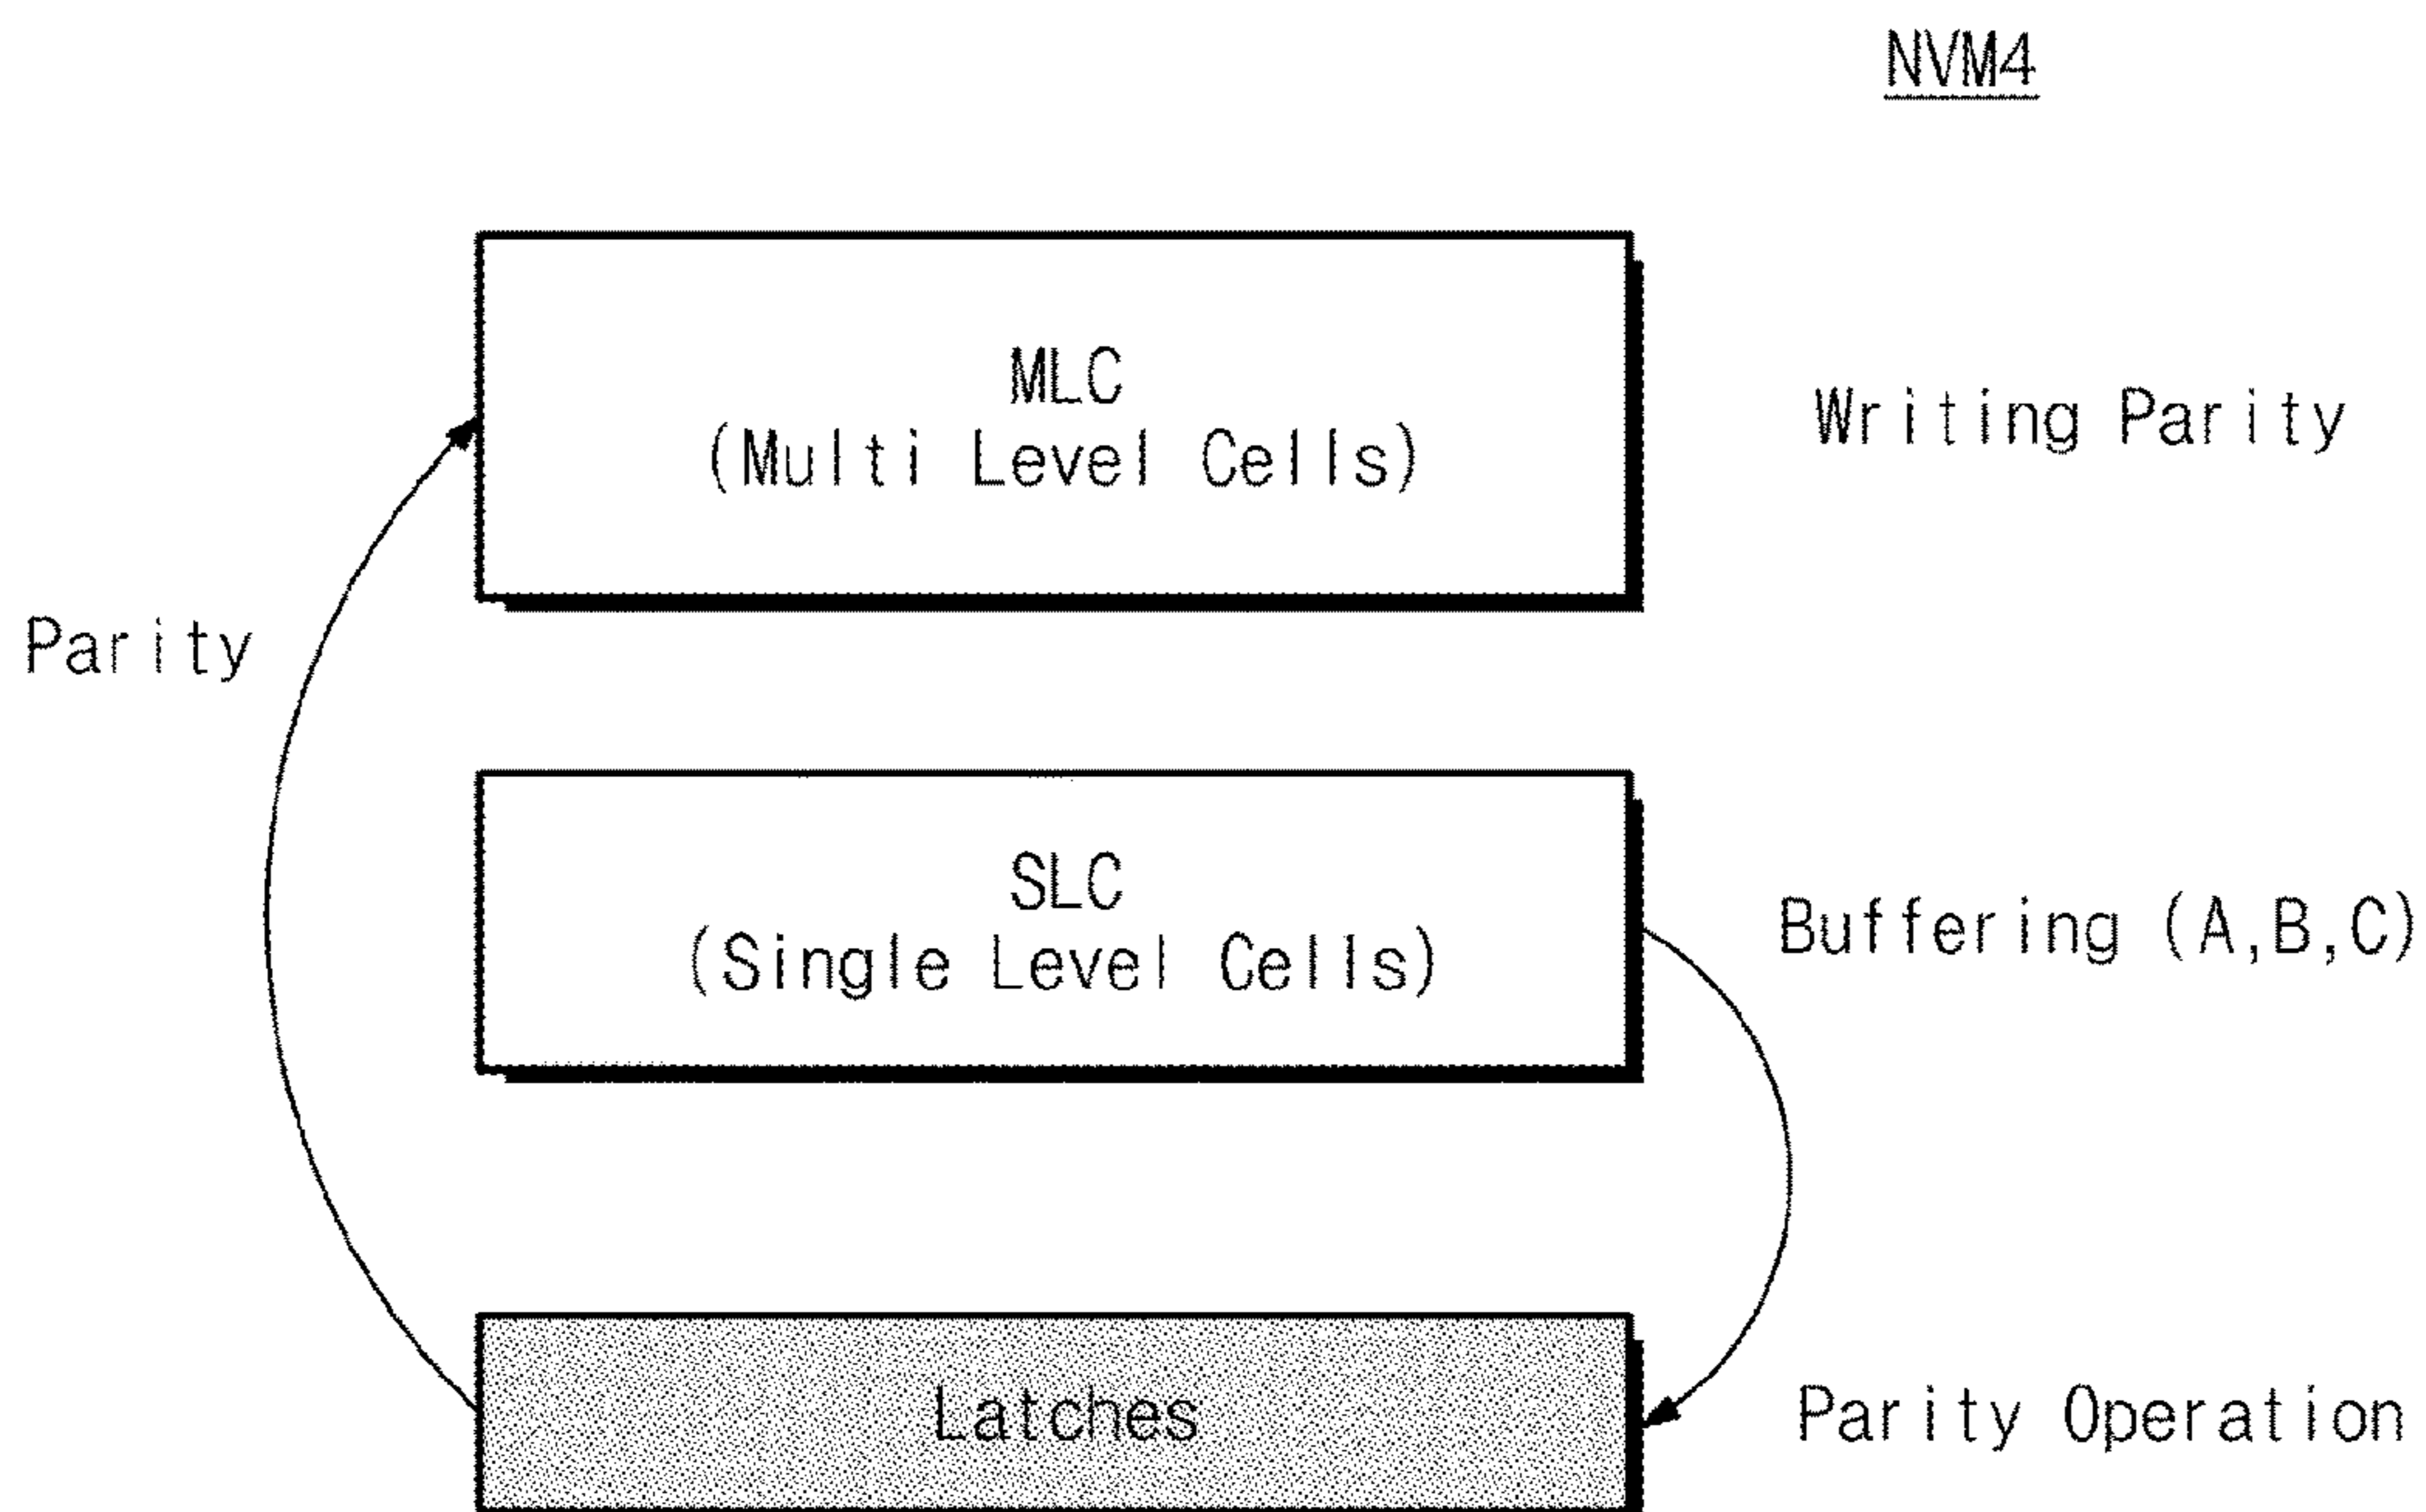 NVM4
MLC
(Multi Level Cells)
Writing Parity
Parity
SLC
(Single Level Cells)
Buffering (A,B,C)
Latches
Parity Operation